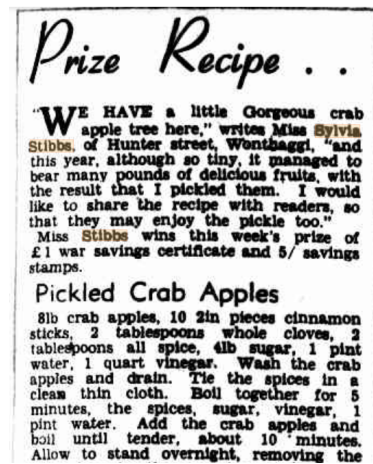 Prize Recipe . .
"WE HAVE a little Gorgeous crab
apple tree here," writes Miss Sylvia
Stibbs, of Hunter street, Wonthaggi, "and
this year, although so tiny, it managed to
bear many pounds of delicious fruits, with
the result that I pickled them. I would
like to share the recipe with readers, so
that they may enjoy the pickle too."
Miss Stibbs wins this week's prize of
£1 war savings certificate and 5/ savings
stamps.
Pickled Crab Apples
8lb crab apples, 10 2in pieces cinnamon
sticks, 2 tablespoons whole cloves, 2
tablespoons all spice, 4lb sugar, 1 pint
water, 1 quart vinegar. Wash the crab
apples and drain. Tie the spices in a
clean thin cloth. Boil together for 5
minutes, the spices, sugar, vinegar, 1
pint water. Add the crab apples and
boil until tender, about 10 minutes.
Allow to stand overnight, removing the